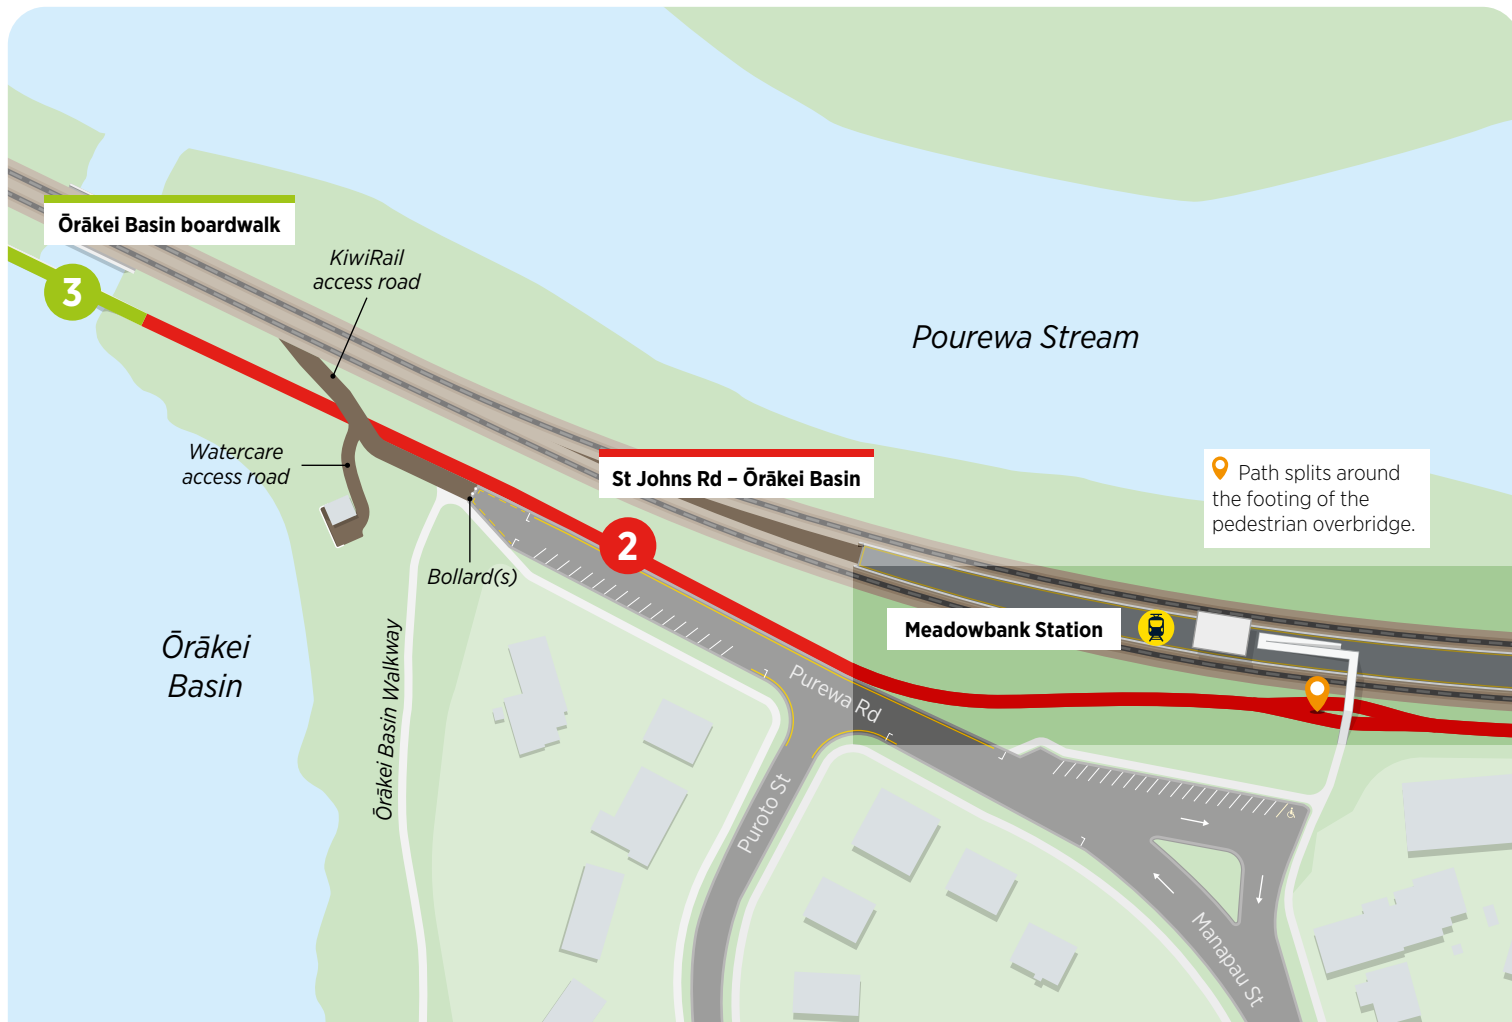 Ōrākei Basin boardwalk
3
KiwiRail
access road
Pourewa Stream
Watercare
access road
St Johns Rd – Ōrākei Basin
2
Path splits around
the footing of the
pedestrian overbridge.
Bollard(s)
Meadowbank Station
Ōrākei
Basin
Ōrākei Basin Walkway
Purewa Rd
Puroto St
Manapau St